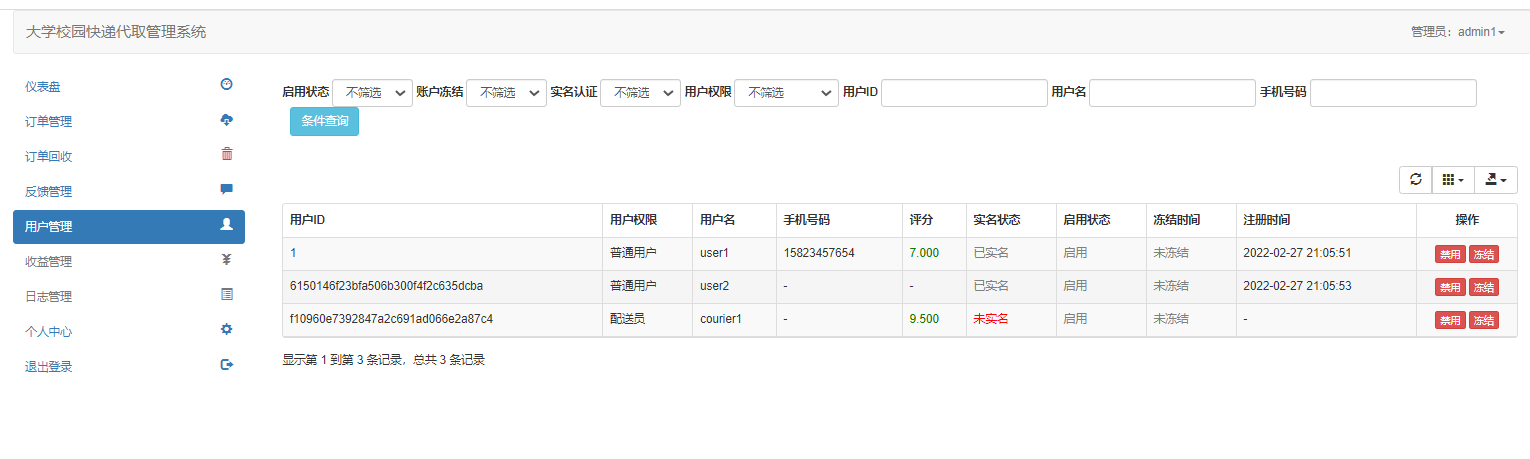 大学校园快递代取管理系统
管理员：admin1
仪表盘
订单管理
订单回收
反馈管理
用户管理
收益管理
日志管理
个人中心
退出登录
启用状态 不筛选 账户冻结 不筛选 实名认证 不筛选 用户权限 不筛选 用户ID 用户名 手机号码
条件查询
用户ID 用户权限 用户名 手机号码 评分 实名状态 启用状态 冻结时间 注册时间 操作
1 普通用户 user1 15823457654 7.000 已实名 启用 未冻结 2022-02-27 21:05:51 禁用 冻结
6150146f23bfa506b300f4f2c635dcba 普通用户 user2 - - 已实名 启用 未冻结 2022-02-27 21:05:53 禁用 冻结
f10960e7392847a2c691ad066e2a87c4 配送员 courier1 - 9.500 未实名 启用 未冻结 - 禁用 冻结
显示第 1 到第 3 条记录，总共 3 条记录